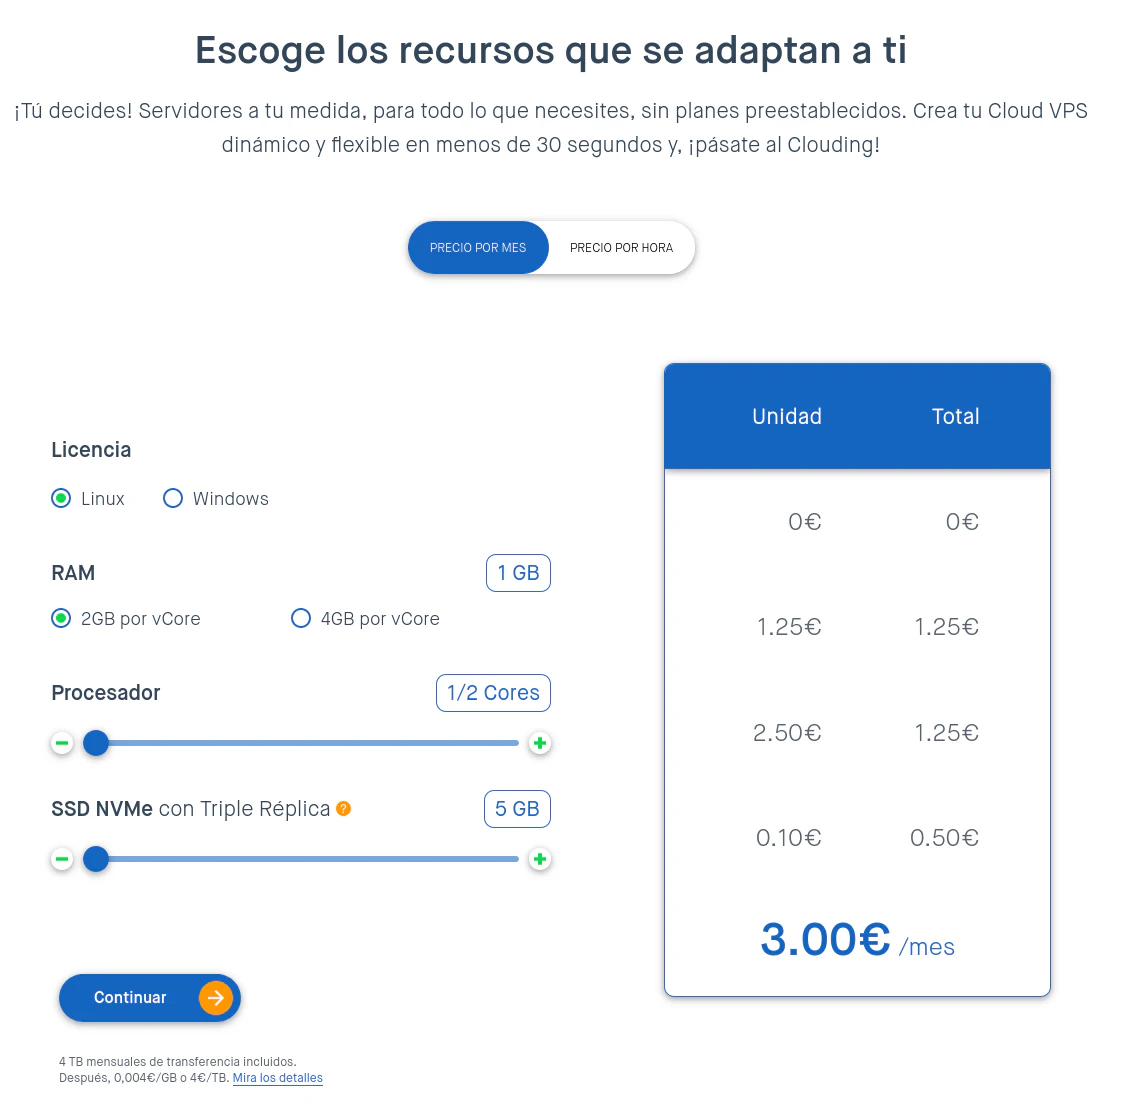 Escoge los recursos que se adaptan a ti
¡Tú decides! Servidores a tu medida, para todo lo que necesites, sin planes preestablecidos. Crea tu Cloud VPS
dinámico y flexible en menos de 30 segundos y, ¡pásate al Clouding!
PRECIO POR MES PRECIO POR HORA
Unidad Total
Licencia
Linux Windows
0€ 0€
RAM 1 GB
2GB por vCore 4GB por vCore
1.25€ 1.25€
Procesador 1/2 Cores
2.50€ 1.25€
SSD NVMe con Triple Réplica ? 5 GB
0.10€ 0.50€
3.00€ /mes
Continuar
4 TB mensuales de transferencia incluidos.
Después, 0,004€/GB o 4€/TB. Mira los detalles